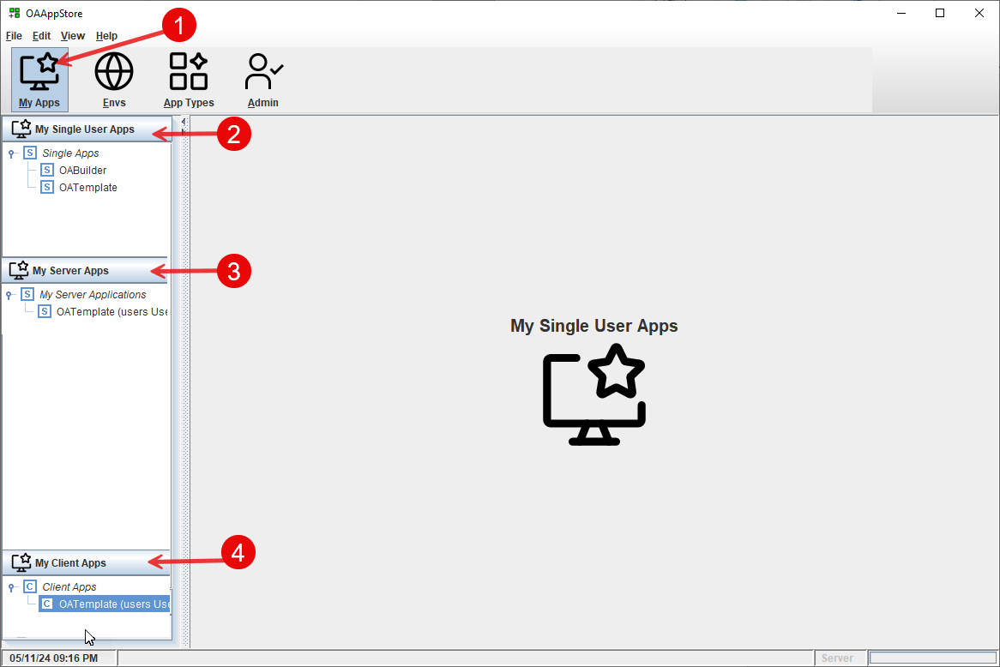 OAAppStore
File Edit View Help
1
My Apps Envs App Types Admin
My Single User Apps
2
S Single Apps
S OABuilder
S OATemplate
My Server Apps
3
S My Server Applications
S OATemplate (users Use
My Single User Apps
My Client Apps
4
C Client Apps
C OATemplate (users Use
05/11/24 09:16 PM
Server